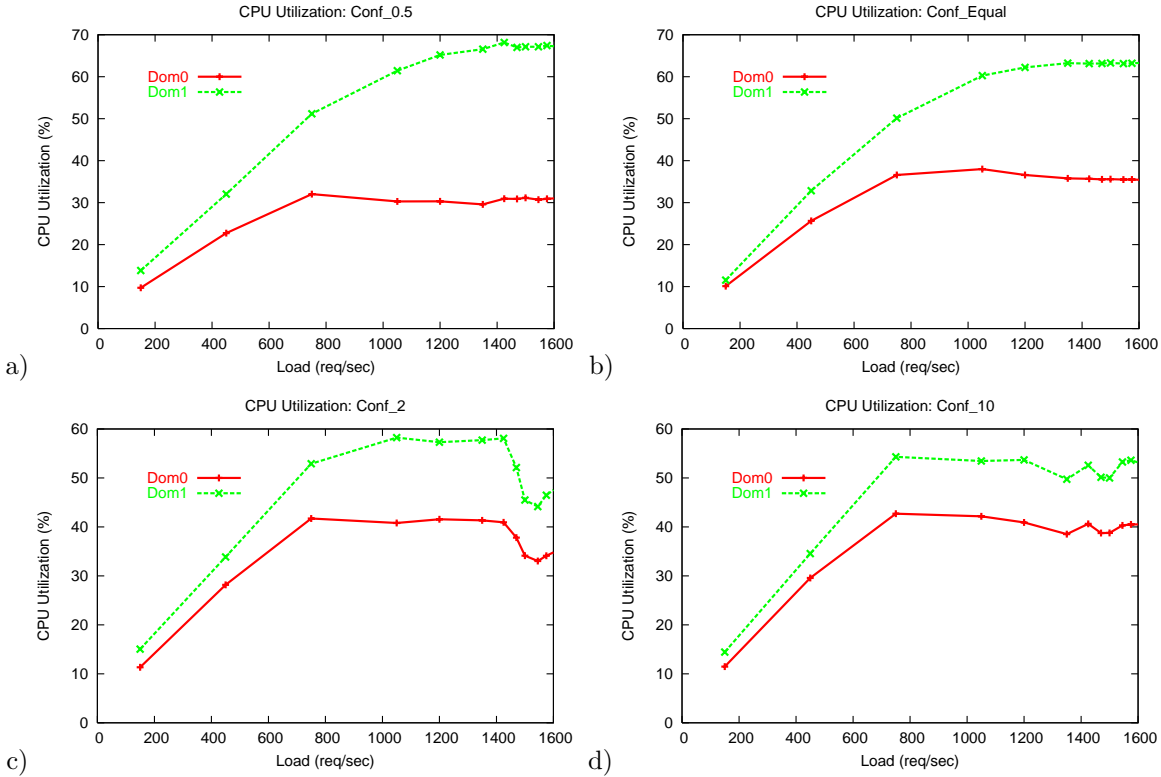 CPU Utilization: Conf_0.5
70
60
50
40
30
20
10
0
CPU Utilization (%)
Dom0
Dom1
0 200 400 600 800 1000 1200 1400 1600
Load (req/sec)
a)
CPU Utilization: Conf_Equal
70
60
50
40
30
20
10
0
CPU Utilization (%)
Dom0
Dom1
0 200 400 600 800 1000 1200 1400 1600
Load (req/sec)
b)
CPU Utilization: Conf_2
60
50
40
30
20
10
0
CPU Utilization (%)
Dom0
Dom1
0 200 400 600 800 1000 1200 1400 1600
Load (req/sec)
c)
CPU Utilization: Conf_10
60
50
40
30
20
10
0
CPU Utilization (%)
Dom0
Dom1
0 200 400 600 800 1000 1200 1400 1600
Load (req/sec)
d)